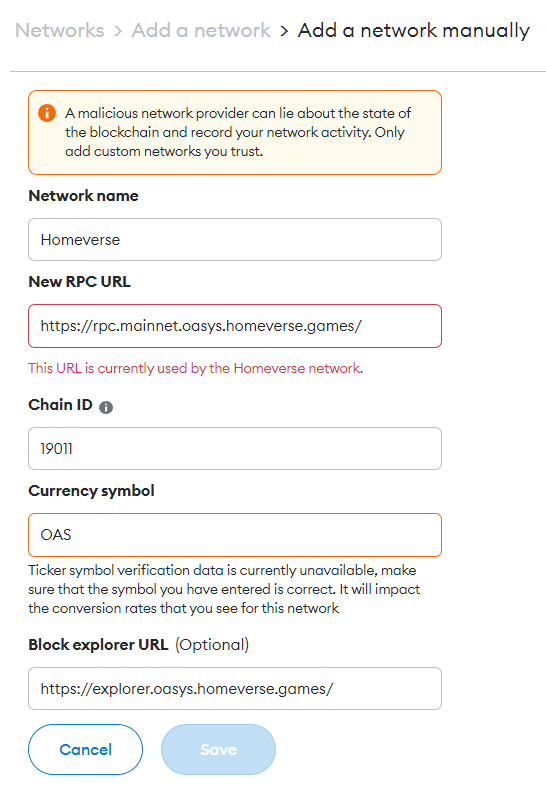 Networks > Add a network > Add a network manually
A malicious network provider can lie about the state of
the blockchain and record your network activity. Only
add custom networks you trust.
Network name
Homeverse
New RPC URL
https://rpc.mainnet.oasys.homeverse.games/
This URL is currently used by the Homeverse network.
Chain ID
19011
Currency symbol
OAS
Ticker symbol verification data is currently unavailable, make
sure that the symbol you have entered is correct. It will impact
the conversion rates that you see for this network
Block explorer URL (Optional)
https://explorer.oasys.homeverse.games/
Cancel Save